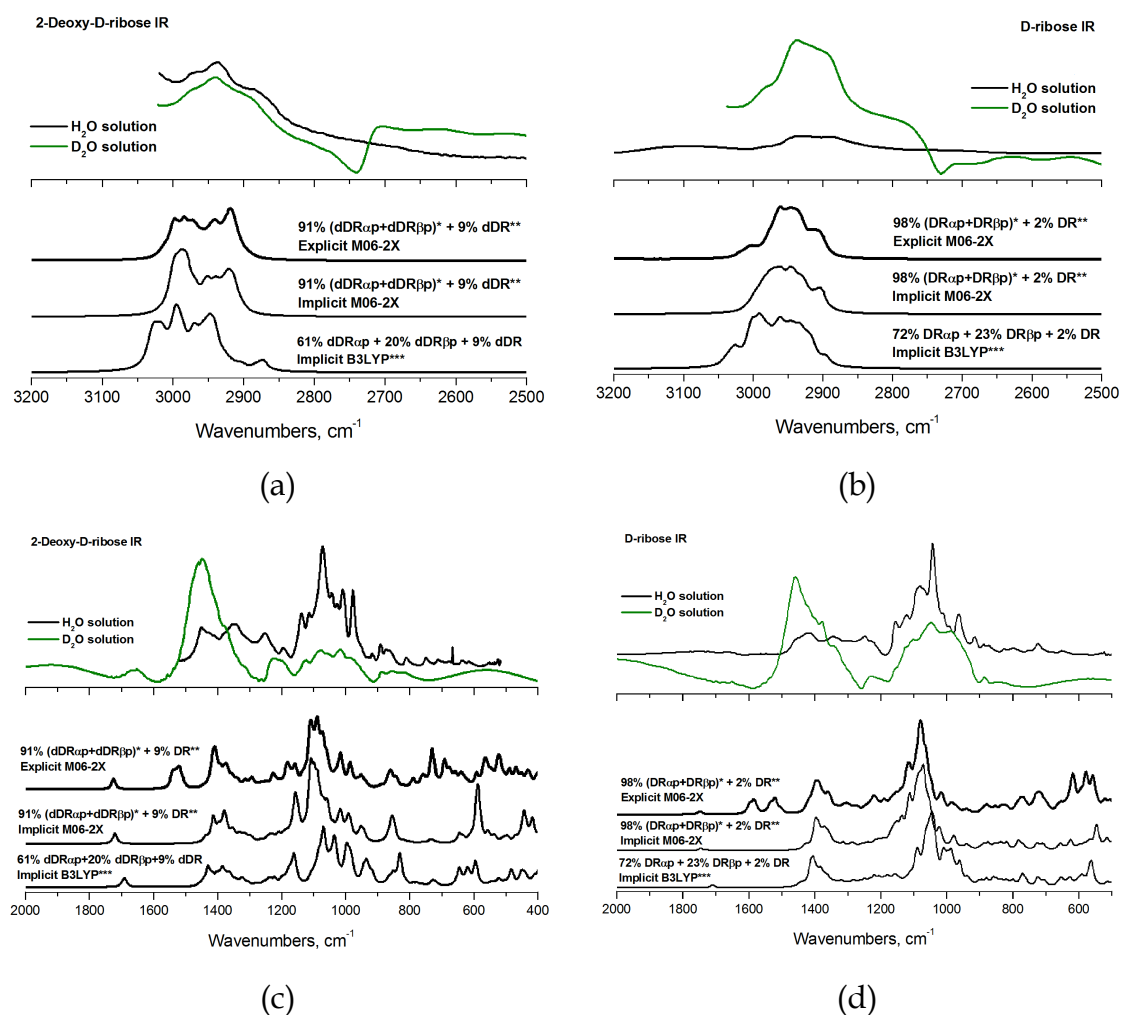 2-Deoxy-D-ribose IR
H₂O solution
D₂O solution
91% (dDRαp+dDRβp)* + 9% dDR**
Explicit M06-2X
91% (dDRαp+dDRβp)* + 9% dDR**
Implicit M06-2X
61% dDRαp + 20% dDRβp + 9% dDR
Implicit B3LYP***
3200 3100 3000 2900 2800 2700 2600 2500
Wavenumbers, cm⁻¹
(a)
D-ribose IR
H₂O solution
D₂O solution
98% (DRαp+DRβp)* + 2% DR**
Explicit M06-2X
98% (DRαp+DRβp)* + 2% DR**
Implicit M06-2X
72% DRαp + 23% DRβp + 2% DR
Implicit B3LYP***
3200 3100 3000 2900 2800 2700 2600 2500
Wavenumbers, cm⁻¹
(b)
2-Deoxy-D-ribose IR
H₂O solution
D₂O solution
91% (dDRαp+dDRβp)* + 9% DR**
Explicit M06-2X
91% (dDRαp+dDRβp)* + 9% DR**
Implicit M06-2X
61% dDRαp+20% dDRβp+9% dDR
Implicit B3LYP***
2000 1800 1600 1400 1200 1000 800 600 400
Wavenumbers, cm⁻¹
(c)
D-ribose IR
H₂O solution
D₂O solution
98% (DRαp+DRβp)* + 2% DR**
Explicit M06-2X
98% (DRαp+DRβp)* + 2% DR**
Implicit M06-2X
72% DRαp + 23% DRβp + 2% DR
Implicit B3LYP***
2000 1800 1600 1400 1200 1000 800 600
Wavenumbers, cm⁻¹
(d)